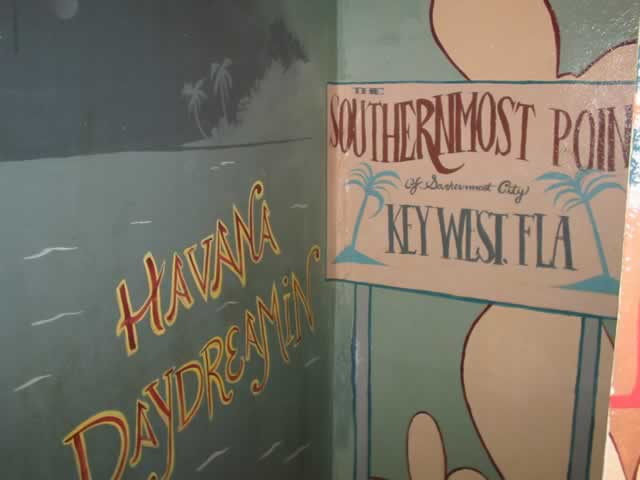 HAVANA
DAYDREAMiN
THE
SOUTHERNMOST POIN
Of Southernmost City
KEY WEST, FLA